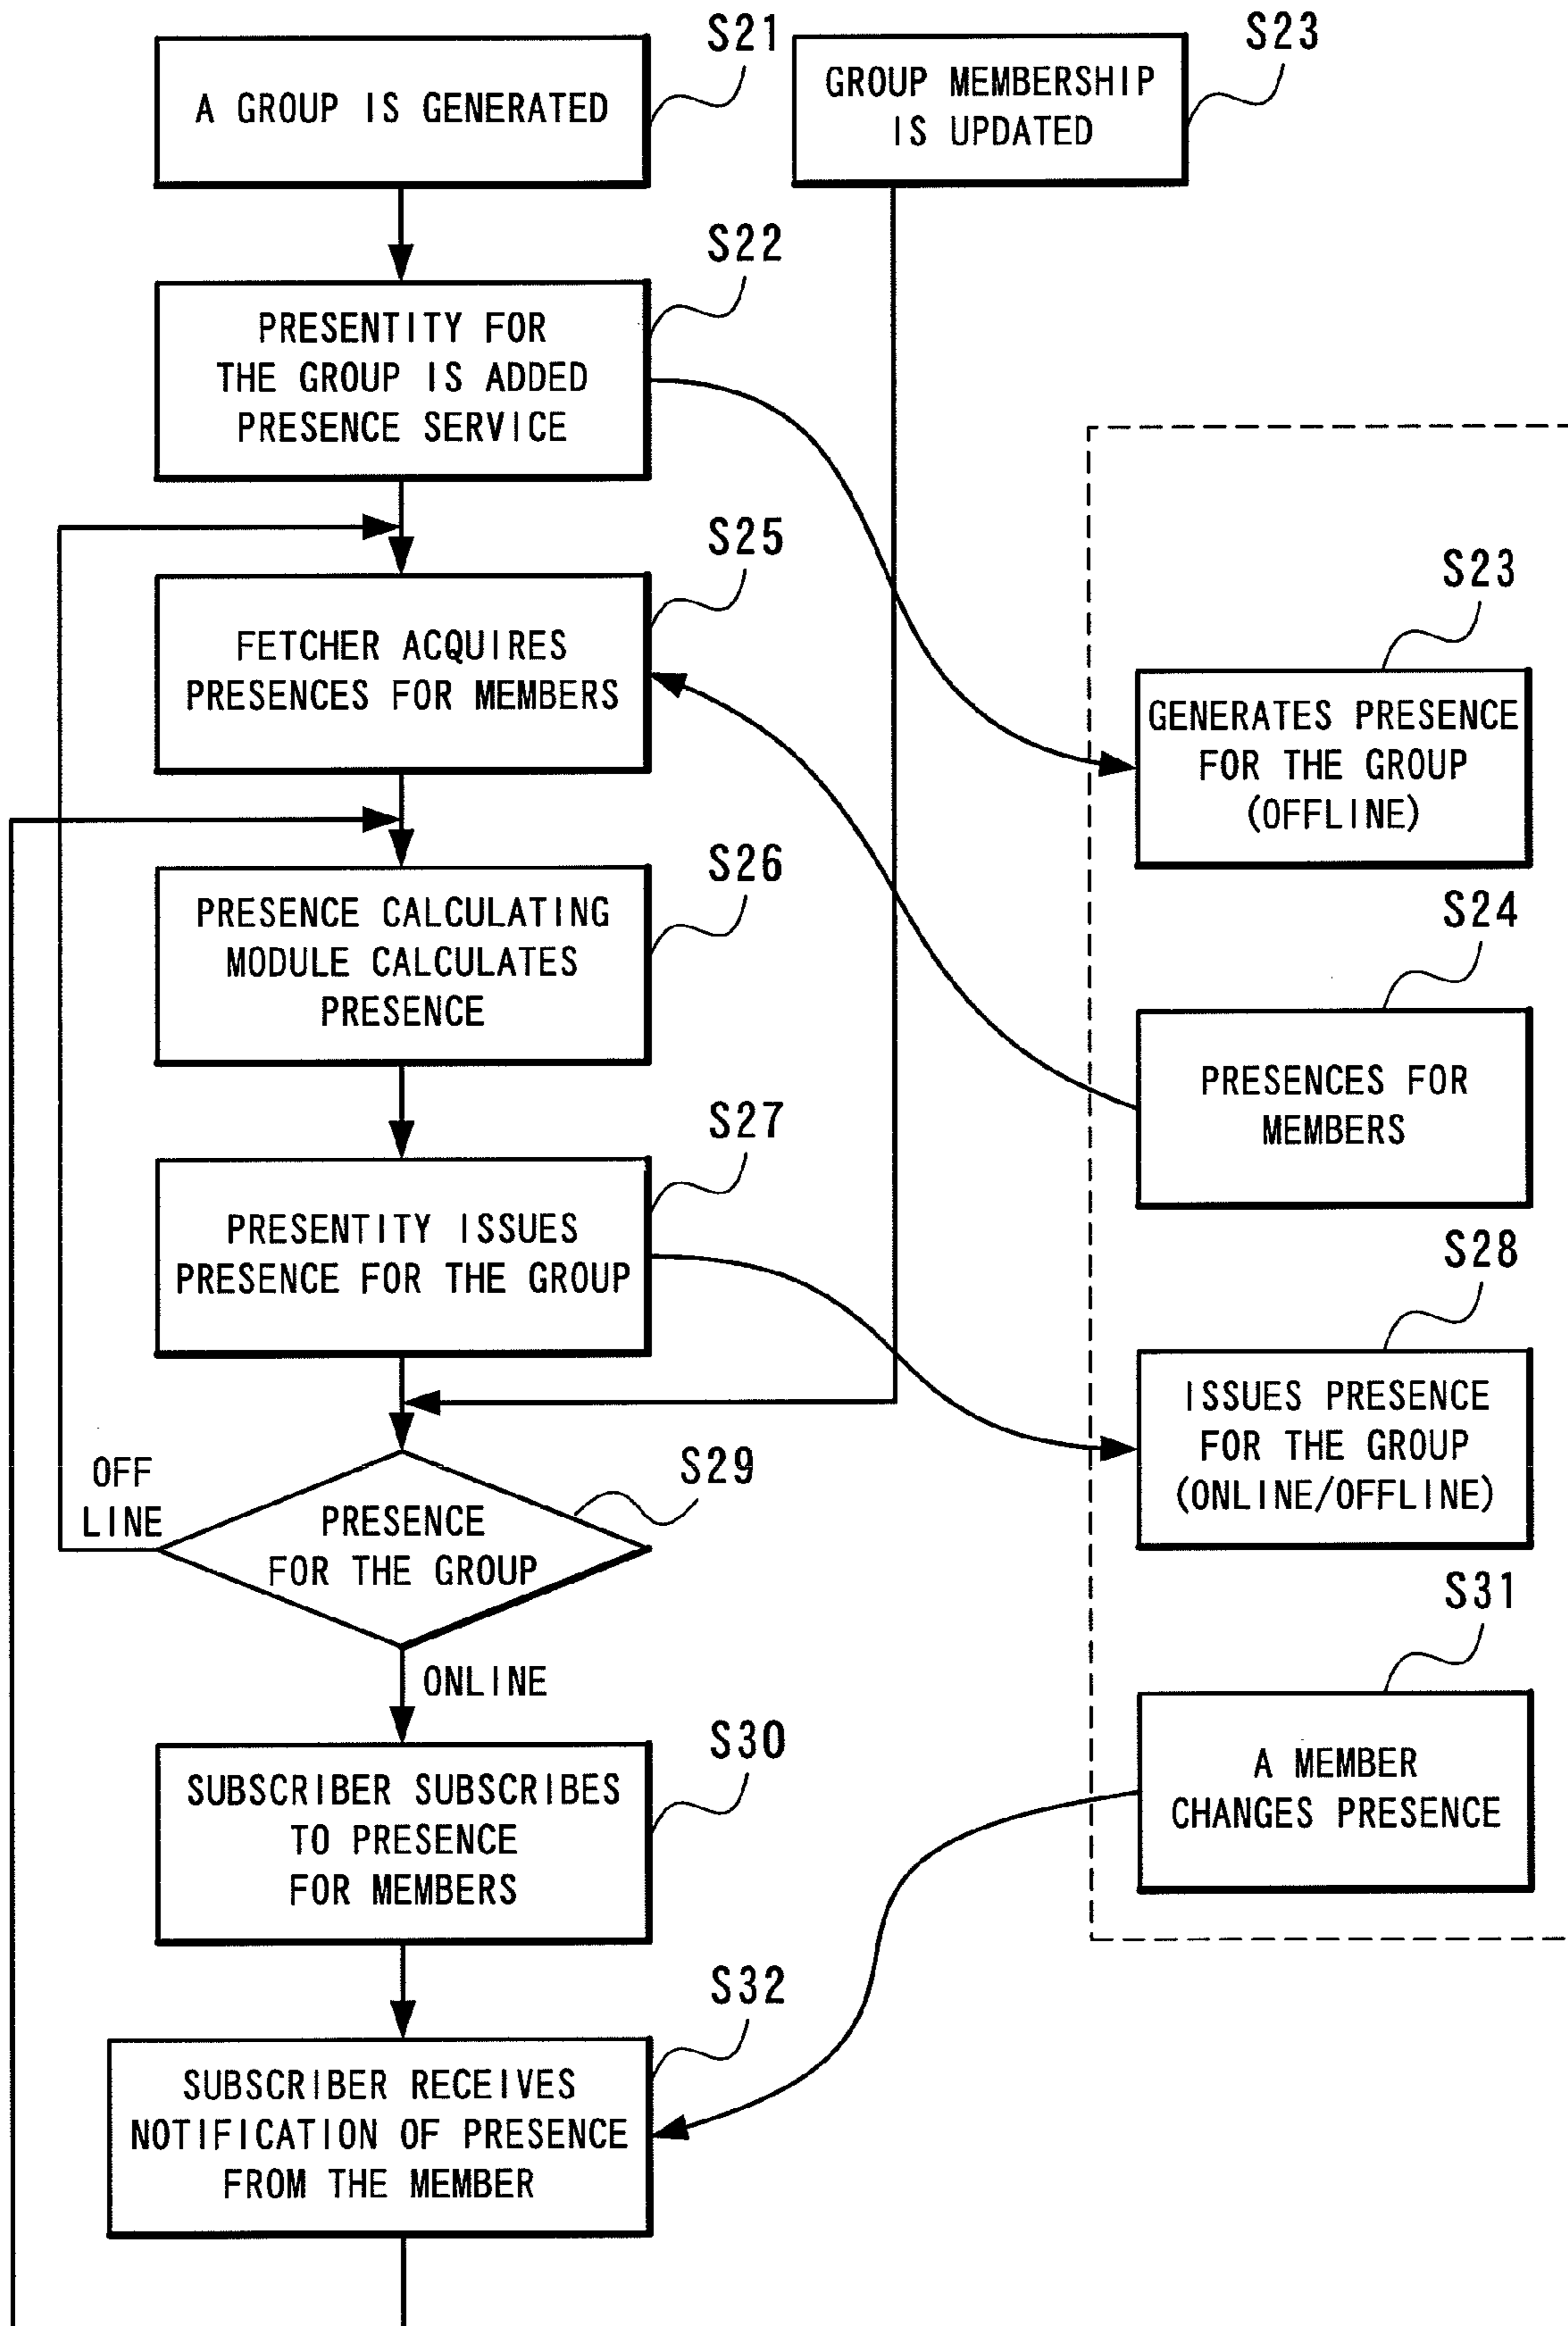 S21
A GROUP IS GENERATED
S23
GROUP MEMBERSHIP
IS UPDATED
S22
PRESENTITY FOR
THE GROUP IS ADDED
PRESENCE SERVICE
S25
FETCHER ACQUIRES
PRESENCES FOR MEMBERS
S23
GENERATES PRESENCE
FOR THE GROUP
(OFFLINE)
S26
PRESENCE CALCULATING
MODULE CALCULATES
PRESENCE
S24
PRESENCES FOR
MEMBERS
S27
PRESENTITY ISSUES
PRESENCE FOR THE GROUP
S28
ISSUES PRESENCE
FOR THE GROUP
(ONLINE/OFFLINE)
S29
OFF
LINE
PRESENCE
FOR THE GROUP
ONLINE
S31
A MEMBER
CHANGES PRESENCE
S30
SUBSCRIBER SUBSCRIBES
TO PRESENCE
FOR MEMBERS
S32
SUBSCRIBER RECEIVES
NOTIFICATION OF PRESENCE
FROM THE MEMBER